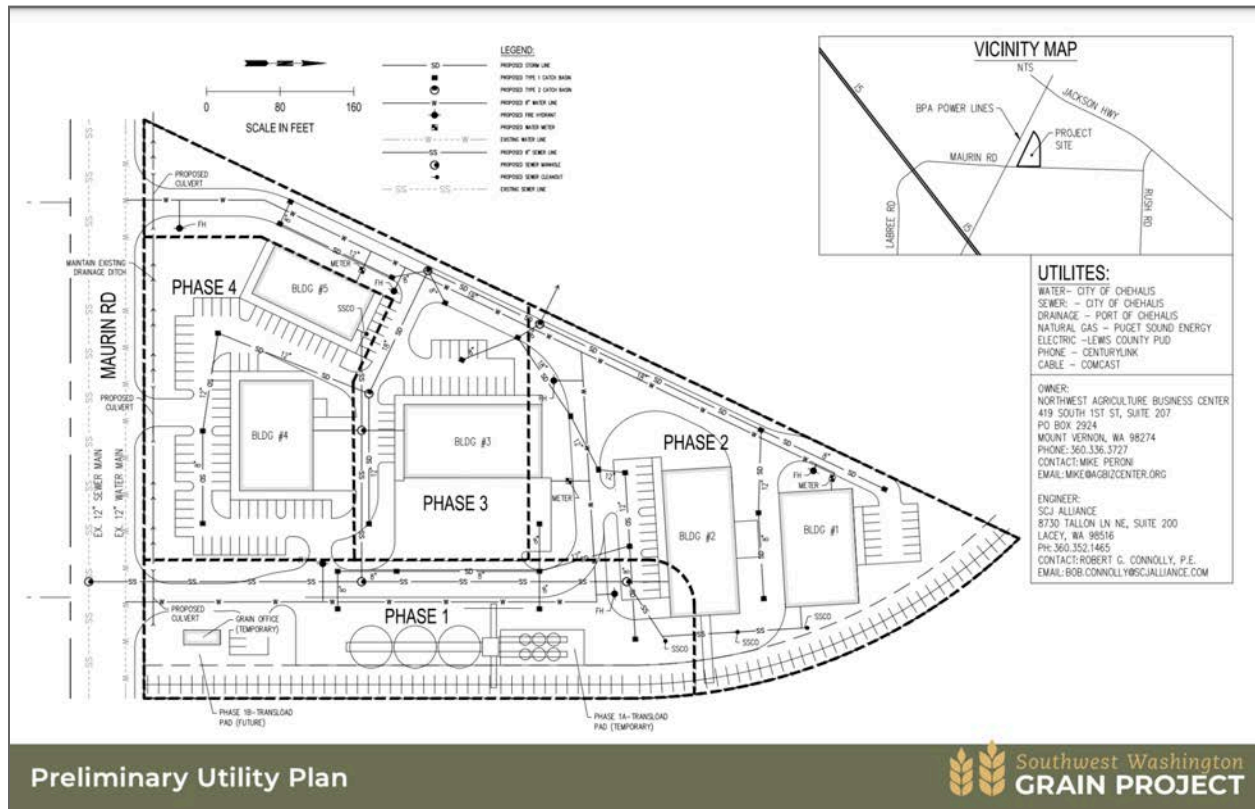 LEGEND:
SD PROPOSED STORM LINE
PROPOSED TYPE 1 CATCH BASIN
PROPOSED TYPE 2 CATCH BASIN
W PROPOSED 8" WATER LINE
PROPOSED FIRE HYDRANT
PROPOSED WATER METER
W W EXISTING WATER LINE
SS PROPOSED 8" SEWER LINE
PROPOSED SEWER MANHOLE
PROPOSED SEWER CLEANOUT
SS SS EXISTING SEWER LINE
0 80 160
SCALE IN FEET
VICINITY MAP
NTS
I5
BPA POWER LINES
JACKSON HWY
PROJECT
SITE
MAURIN RD
LABREE RD
RUSH RD
I5
UTILITES:
WATER- CITY OF CHEHALIS
SEWER: - CITY OF CHEHALIS
DRAINAGE - PORT OF CHEHALIS
NATURAL GAS - PUGET SOUND ENERGY
ELECTRIC -LEWIS COUNTY PUD
PHONE - CENTURYLINK
CABLE - COMCAST
OWNER:
NORTHWEST AGRICULTURE BUSINESS CENTER
419 SOUTH 1ST ST, SUITE 207
PO BOX 2924
MOUNT VERNON, WA 98274
PHONE: 360.336.3727
CONTACT: MIKE PERONI
EMAIL: MIKE@AGBIZCENTER.ORG
ENGINEER:
SCJ ALLIANCE
8730 TALLON LN NE, SUITE 200
LACEY, WA 98516
PH: 360.352.1465
CONTACT: ROBERT G. CONNOLLY, P.E.
EMAIL: BOB.CONNOLLY@SCJALLIANCE.COM
PROPOSED
CULVERT
FH
MAINTAIN EXISTING
DRAINAGE DITCH
PHASE 4
METER
BLDG #5
FH
SSCO
MAURIN RD
PROPOSED
CULVERT
BLDG #4
BLDG #3
FH
PHASE 2
PHASE 3
METER
FH
METER
BLDG #2
BLDG #1
EX. 12" SEWER MAIN
EX. 12" WATER MAIN
PROPOSED
CULVERT
GRAIN OFFICE
(TEMPORARY)
PHASE 1
FH
SSCO
SSCO
SSCO
PHASE 1B-TRANSLOAD
PAD (FUTURE)
PHASE 1A-TRANSLOAD
PAD (TEMPORARY)
Preliminary Utility Plan
Southwest Washington
GRAIN PROJECT